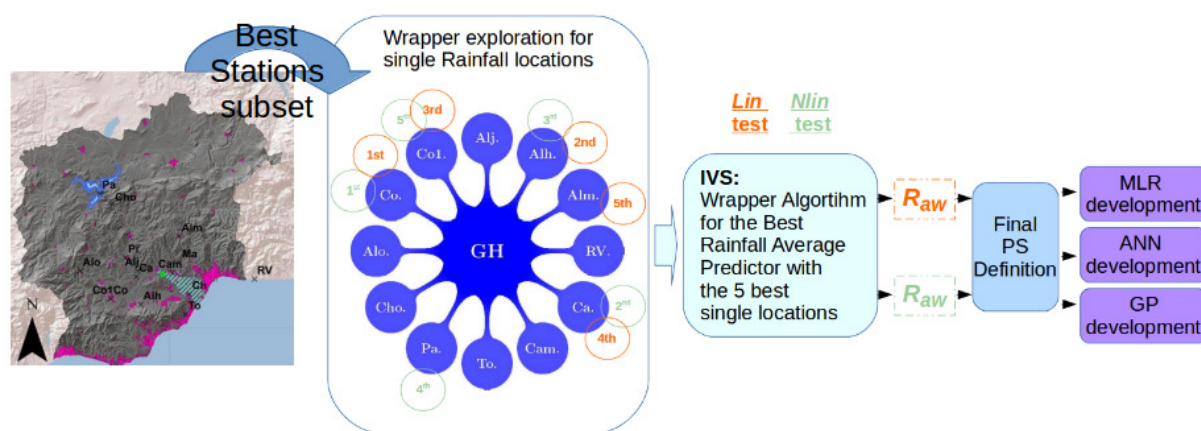 Best
Stations
subset
Pa
Cho
Alm
Pi
Alo
Alj
Ca
Cam
Ma
RV
Ch
Co1Co
Alh
To
N
Wrapper exploration for
single Rainfall locations
5th
3rd
Alj.
3rd
2nd
1st
Co1.
Alh.
1st
Co.
Alm.
5th
Alo.
GH
RV.
Cho.
Ca.
2nd
4th
Pa.
To.
Cam.
4th
Lin
test
Nlin
test
IVS:
Wrapper Algortihm
for the Best
Rainfall Average
Predictor with
the 5 best
single locations
Raw
Raw
Final
PS
Definition
MLR
development
ANN
development
GP
development